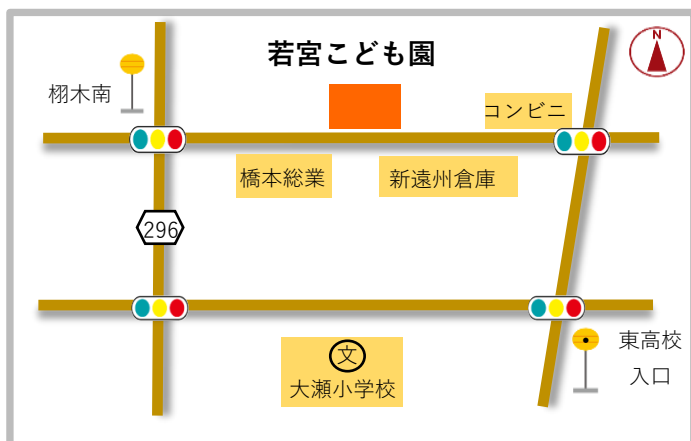 若宮こども園
N
栩木南
コンビニ
橋本総業
新遠州倉庫
296
文
大瀬小学校
東高校
入口